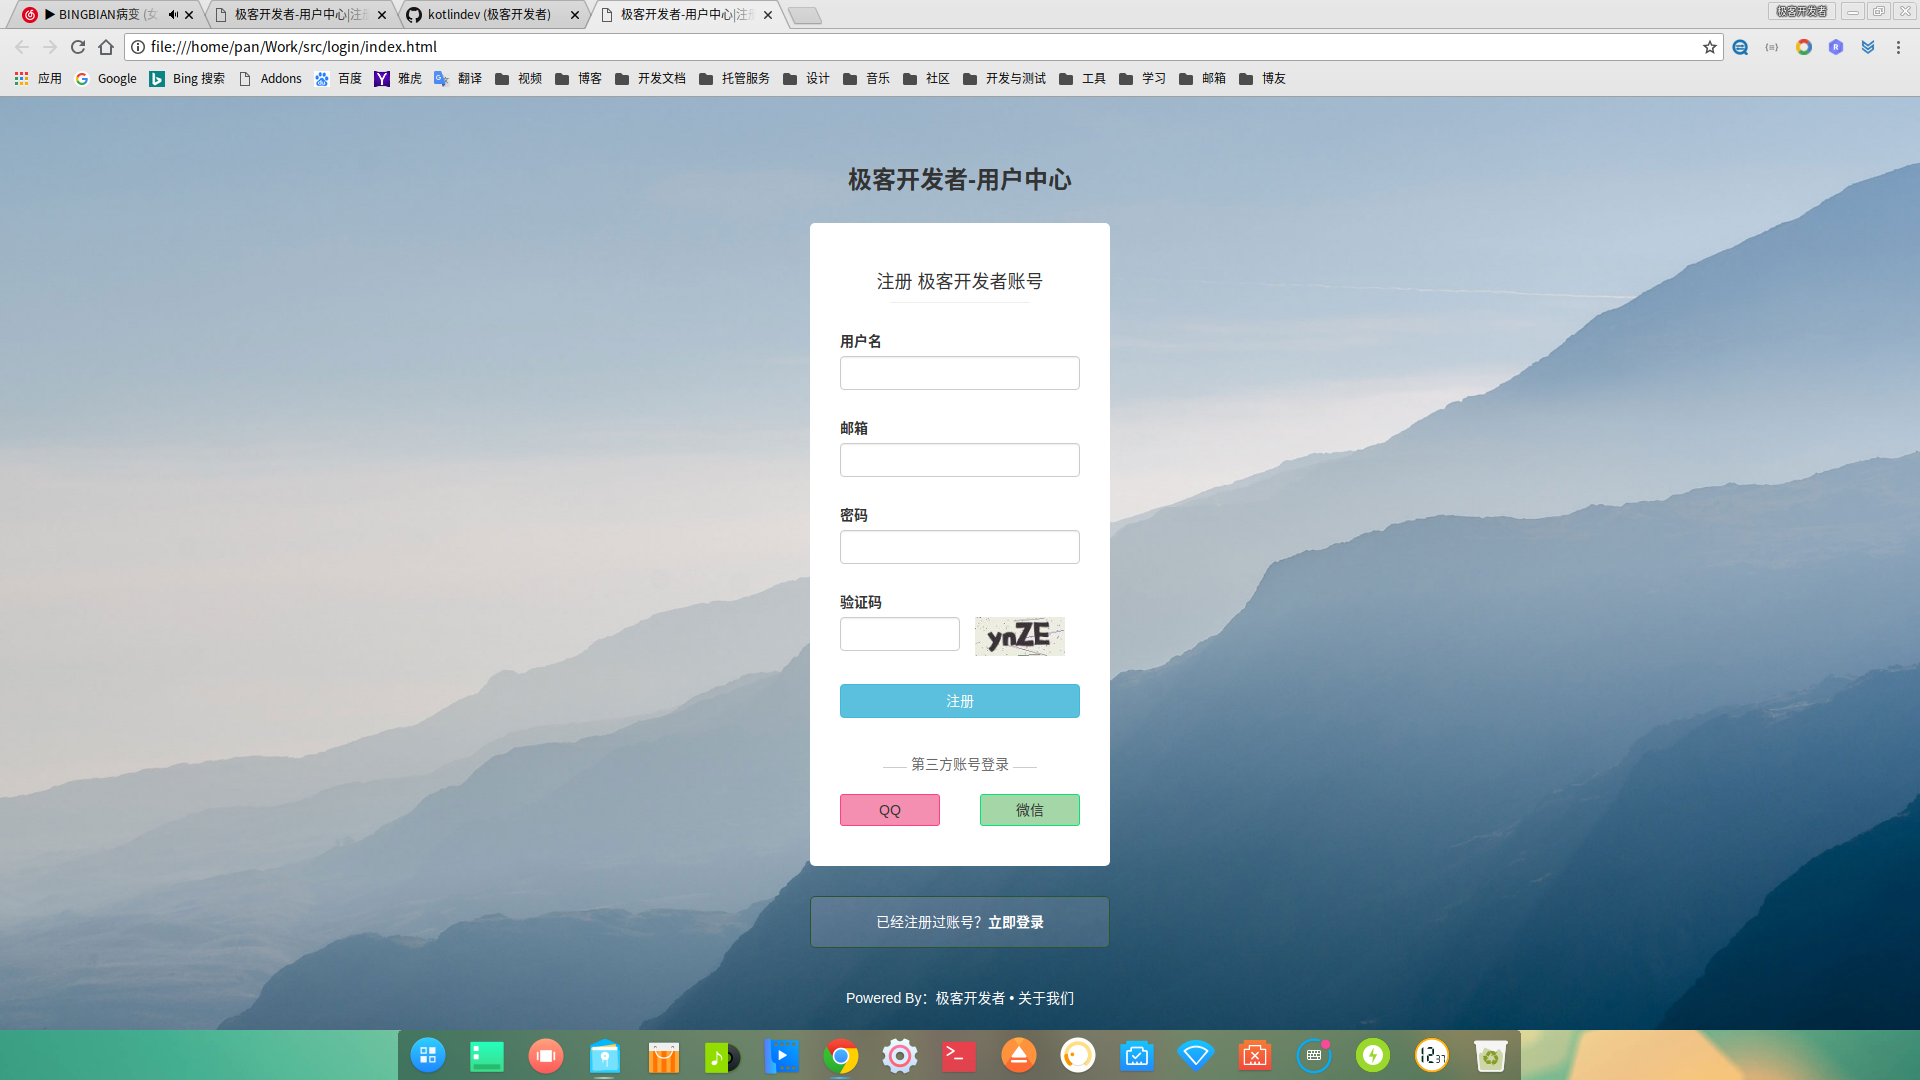 ▶ BINGBIAN病变 (女
极客开发者-用户中心|注册
kotlindev (极客开发者)
极客开发者-用户中心|注册
极客开发者
file:///home/pan/Work/src/login/index.html
应用
Google
Bing 搜索
Addons
百度
雅虎
翻译
视频
博客
开发文档
托管服务
设计
音乐
社区
开发与测试
工具
学习
邮箱
博友
极客开发者-用户中心
注册 极客开发者账号
用户名
邮箱
密码
验证码
ynZE
注册
第三方账号登录
QQ
微信
已经注册过账号？立即登录
Powered By：极客开发者 • 关于我们
12 37